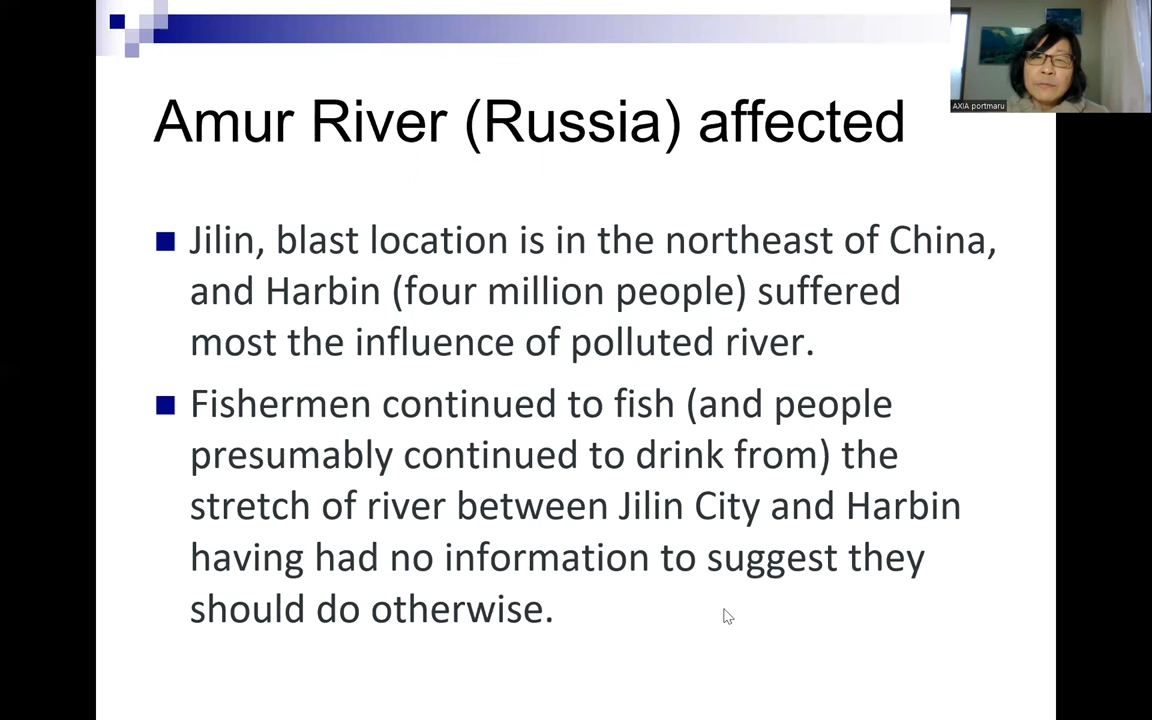 Amur River (Russia) affected
AXIA portmaru
Jilin, blast location is in the northeast of China,
and Harbin (four million people) suffered
most the influence of polluted river.
Fishermen continued to fish (and people
presumably continued to drink from) the
stretch of river between Jilin City and Harbin
having had no information to suggest they
should do otherwise.